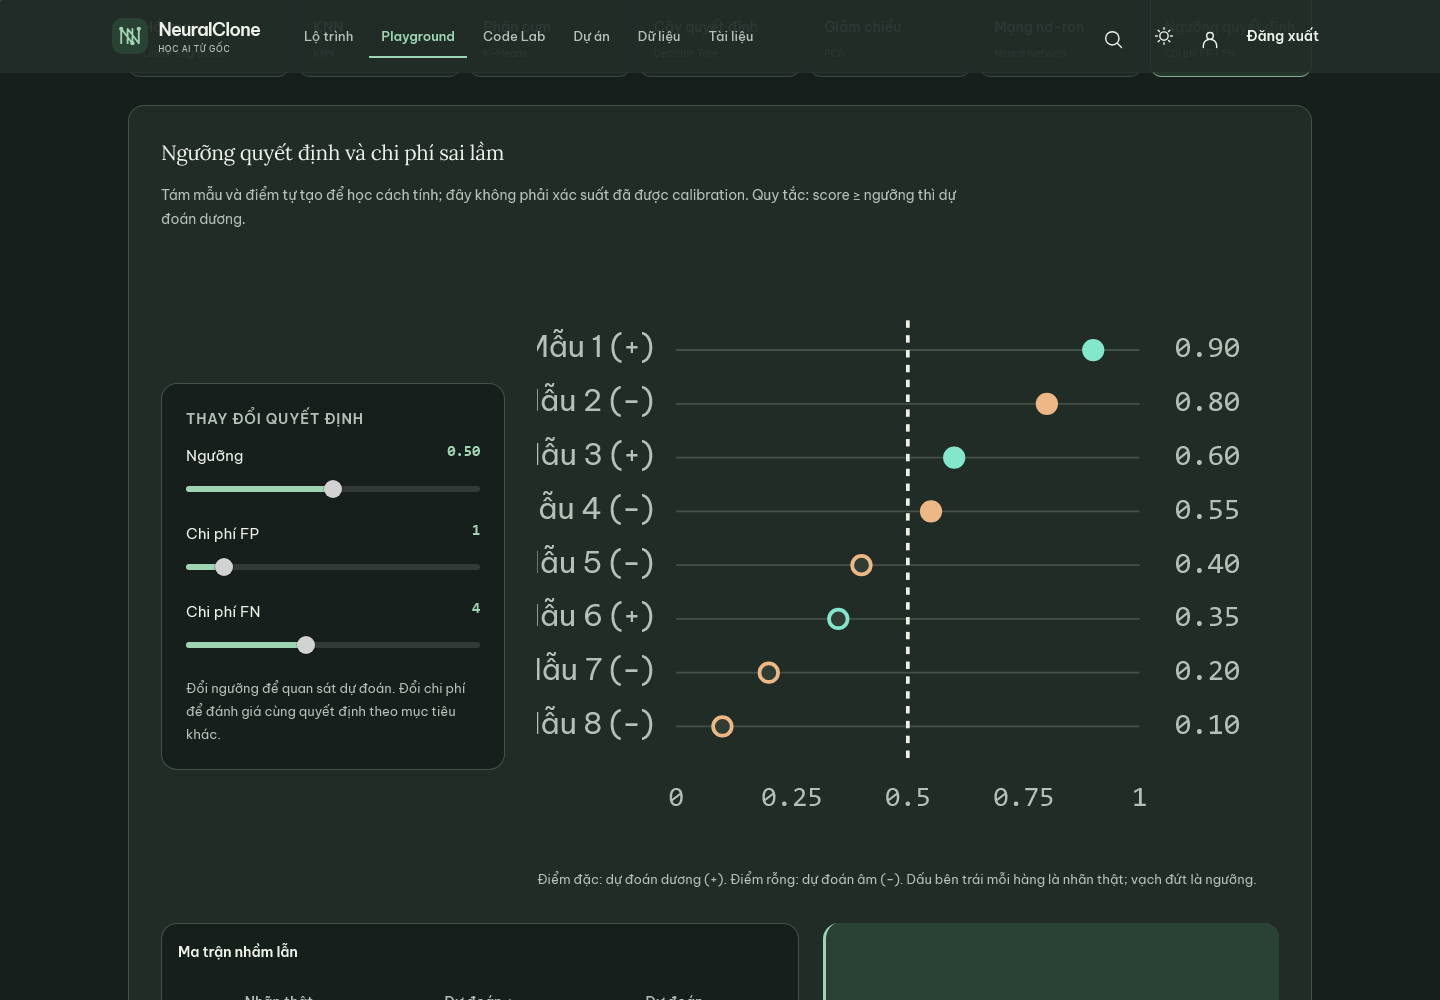 NeuralClone
HỌC AI TỪ GỐC
Lộ trình
Playground
Code Lab
Dự án
Dữ liệu
Tài liệu
Đăng xuất
Ngưỡng quyết định và chi phí sai lầm
Tám mẫu và điểm tự tạo để học cách tính; đây không phải xác suất đã được calibration. Quy tắc: score ≥ ngưỡng thì dự
đoán dương.
THAY ĐỔI QUYẾT ĐỊNH
Ngưỡng 0.50
Chi phí FP 1
Chi phí FN 4
Đổi ngưỡng để quan sát dự đoán. Đổi chi phí
để đánh giá cùng quyết định theo mục tiêu
khác.
Mẫu 1 (+) 0.90
ẫu 2 (−) 0.80
ẫu 3 (+) 0.60
ẫu 4 (−) 0.55
ẫu 5 (−) 0.40
ẫu 6 (+) 0.35
ẫu 7 (−) 0.20
ẫu 8 (−) 0.10
0 0.25 0.5 0.75 1
Điểm đặc: dự đoán dương (+). Điểm rỗng: dự đoán âm (−). Dấu bên trái mỗi hàng là nhãn thật; vạch đứt là ngưỡng.
Ma trận nhầm lẫn